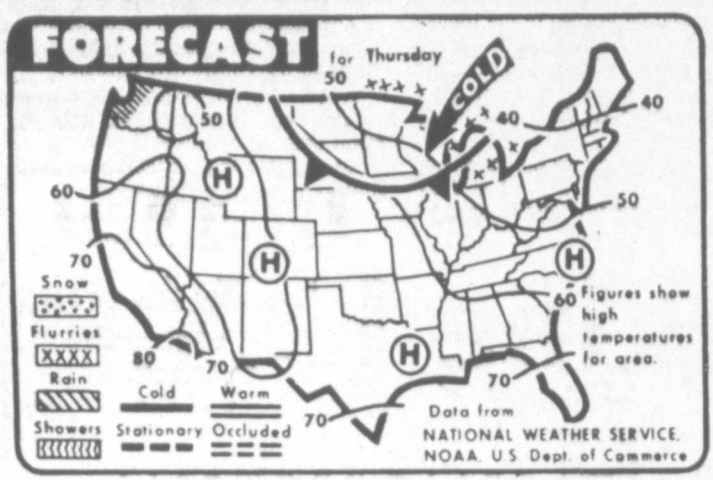 FORECAST
for Thursday
50
COLD
50
40
40
H
60
50
70
H
H
Snow
60
Figures show
high
temperatures
for area.
Flurries
XXXX
Rain
H
80
70
70
Cold
Warm
70
Showers
Stationary
Occluded
Data from
NATIONAL WEATHER SERVICE,
NOAA, U.S. Dept. of Commerce